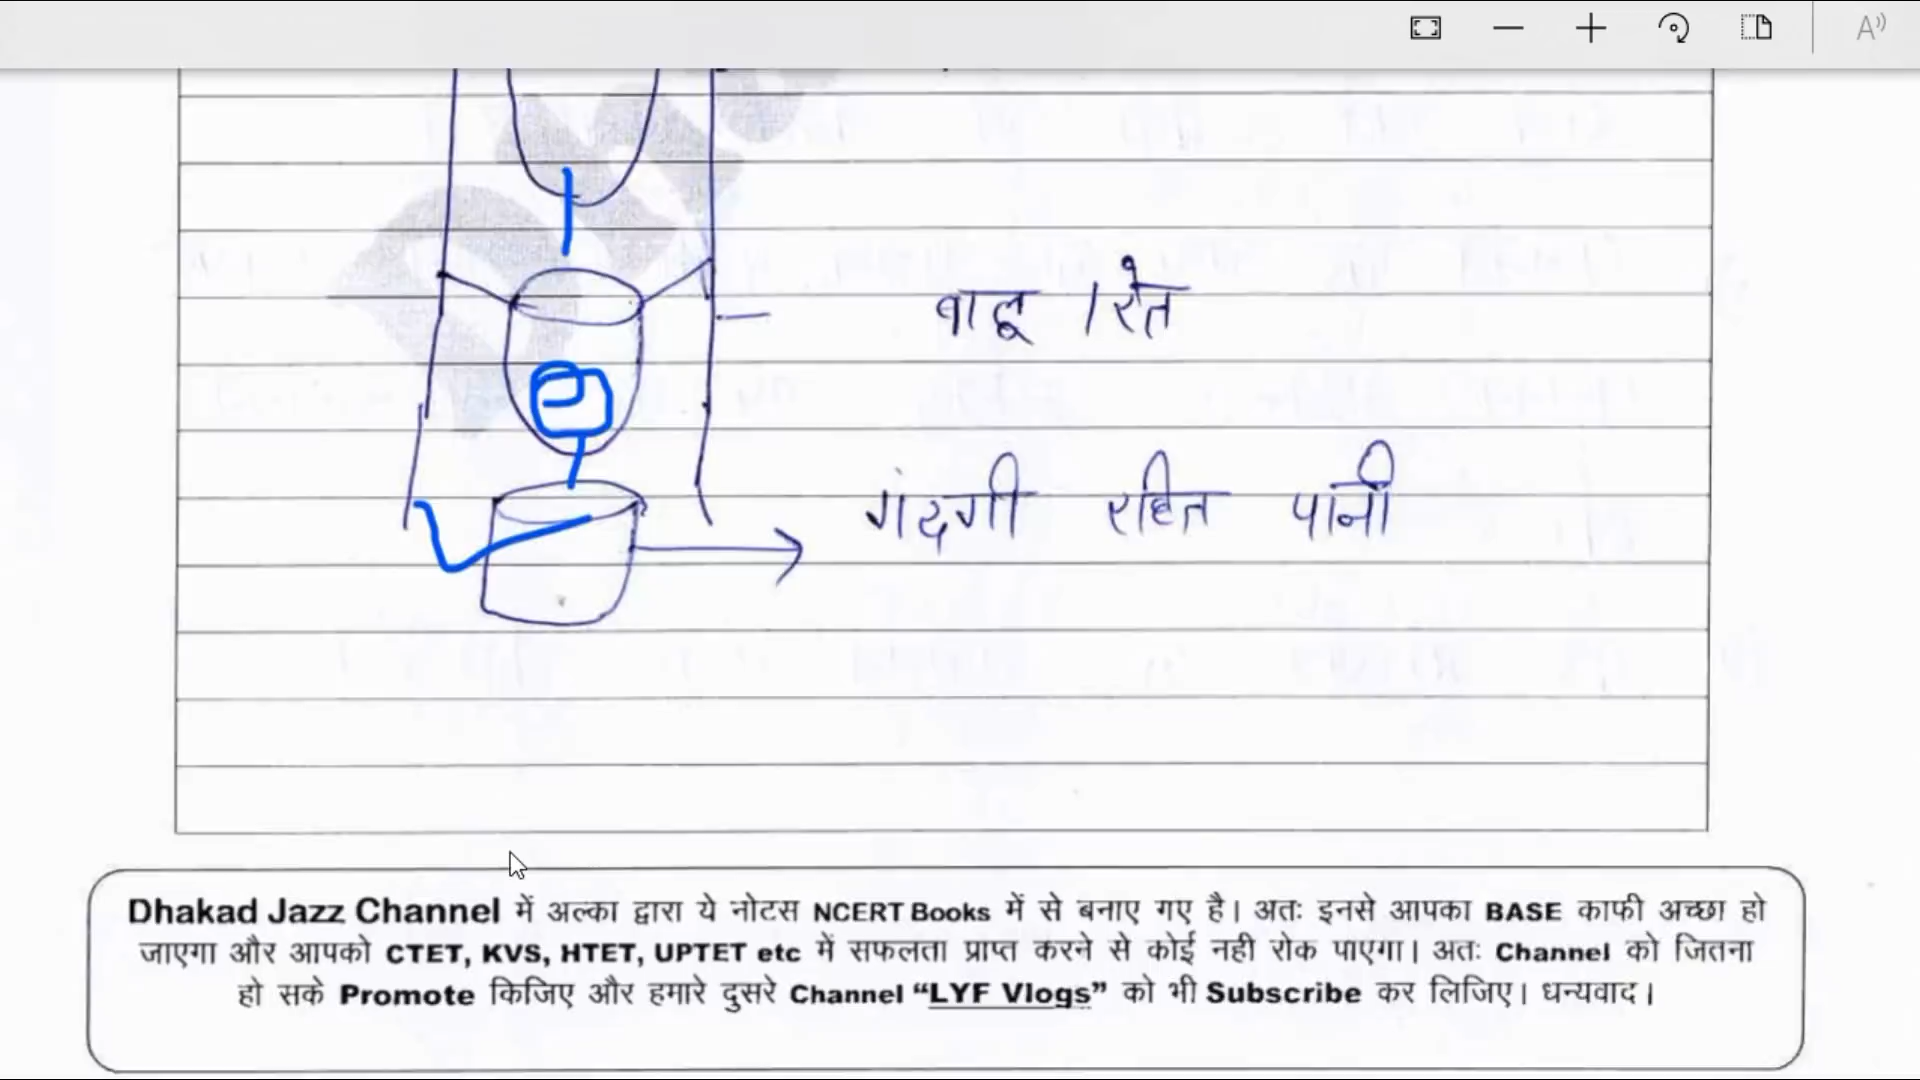 बालू / रेत
गंदगी रहित पानी
Dhakad Jazz Channel में अल्का द्वारा ये नोटस NCERT Books में से बनाए गए है। अतः इनसे आपका BASE काफी अच्छा हो
जाएगा और आपको CTET, KVS, HTET, UPTET etc में सफलता प्राप्त करने से कोई नही रोक पाएगा। अतः Channel को जितना
हो सके Promote किजिए और हमारे दुसरे Channel “LYF Vlogs” को भी Subscribe कर लिजिए। धन्यवाद।